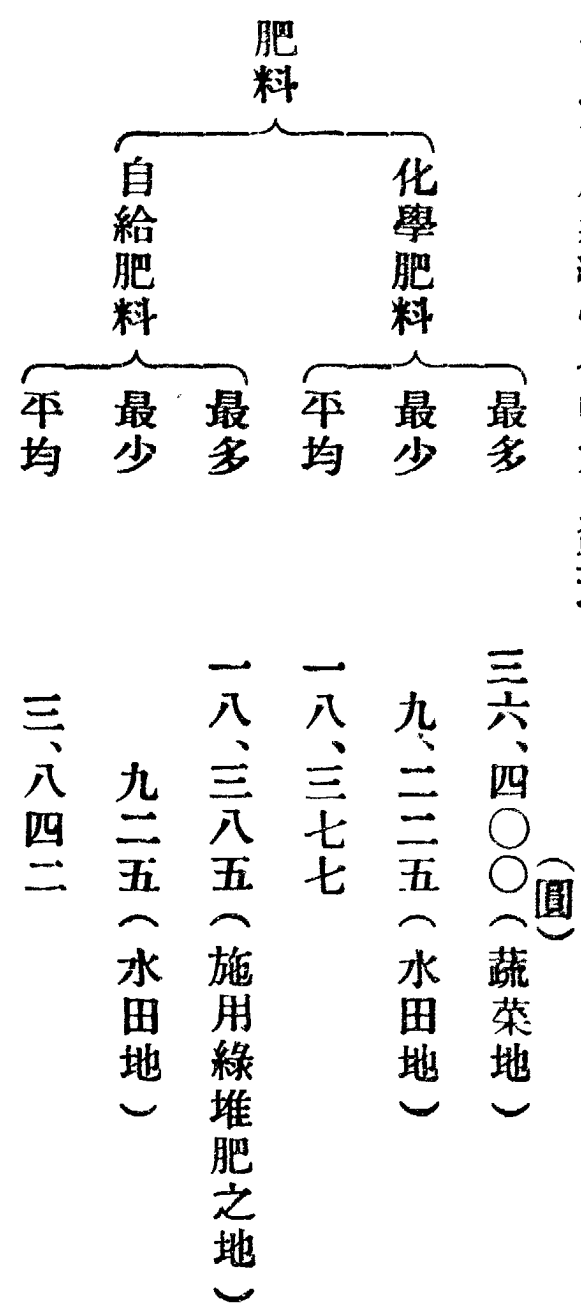 （圓）
肥料
化學肥料
最多　三六、四〇〇（蔬菜地）
最少　九、二二五（水田地）
平均　一八、三七七
自給肥料
最多　一八、三八五（施用綠堆肥之地）
最少　九二五（水田地）
平均　三、八四二